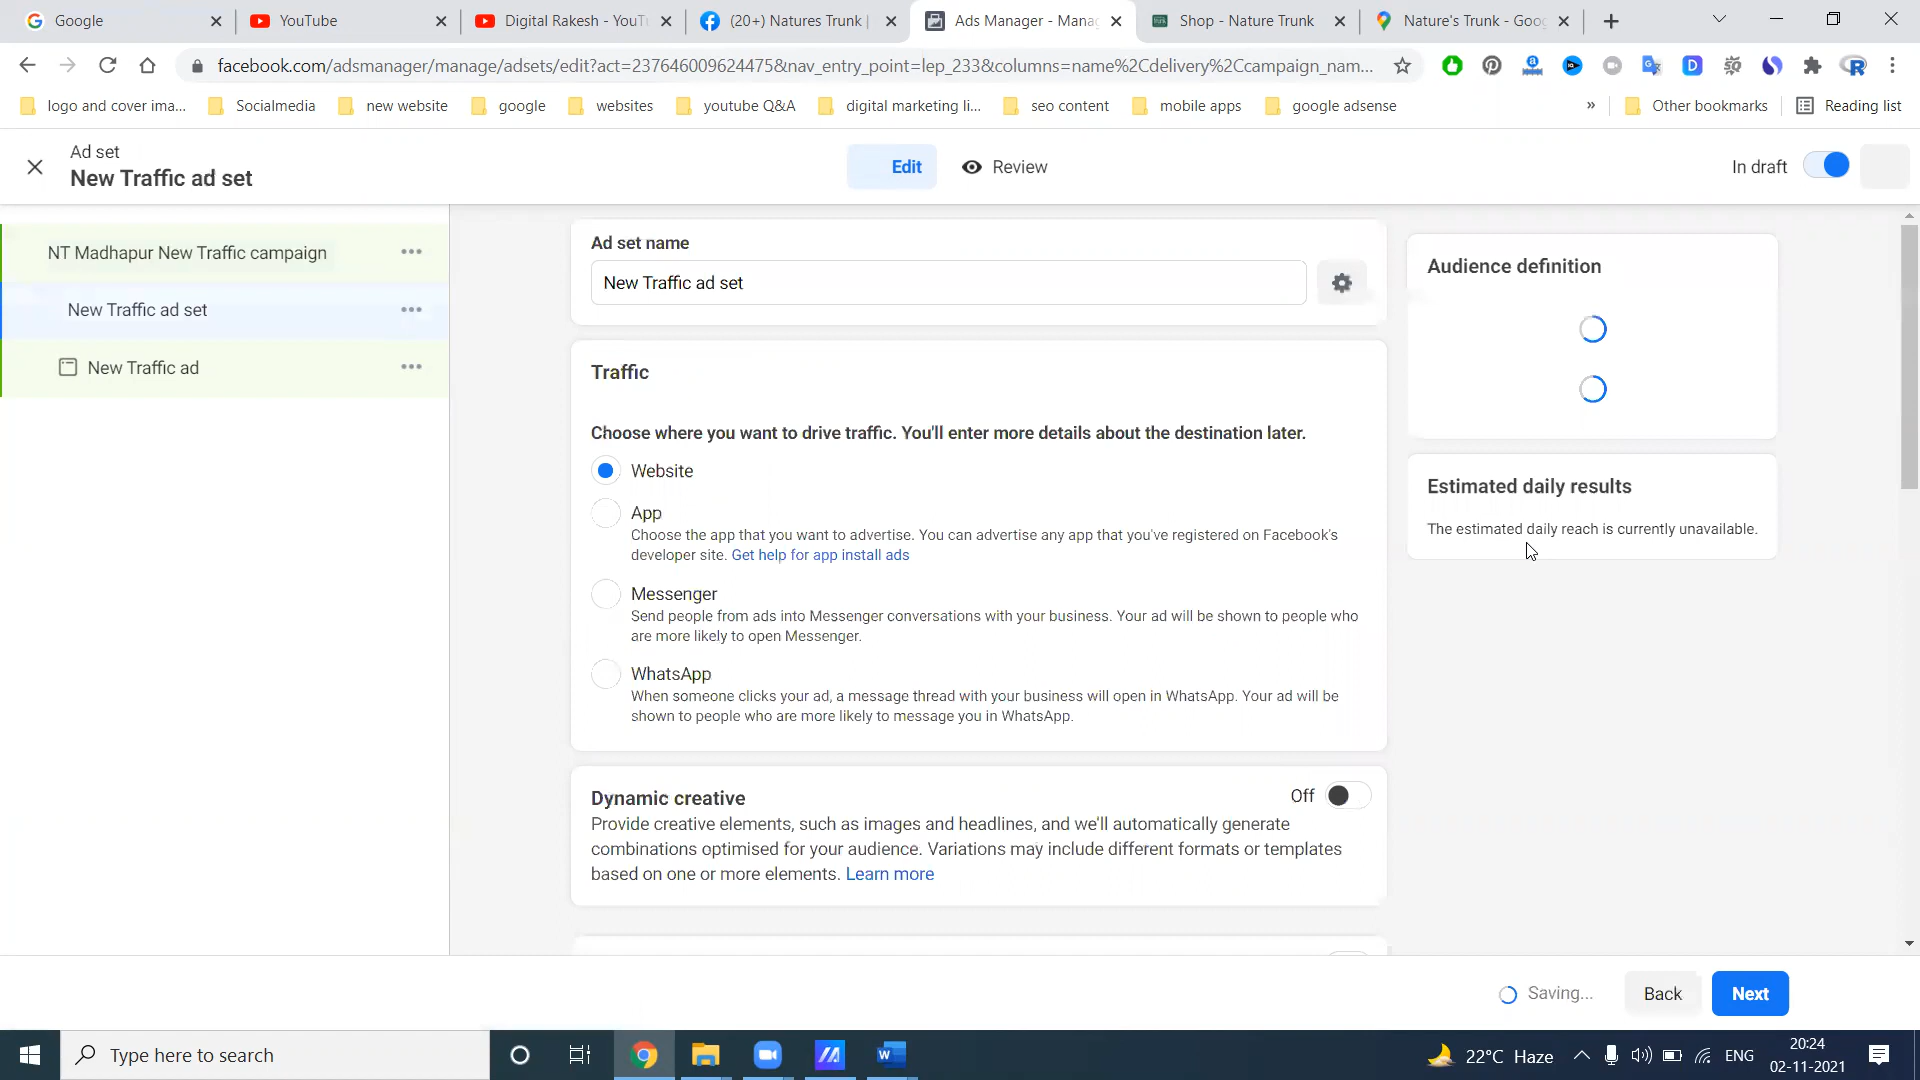 Google
YouTube
Digital Rakesh - YouT
(20+) Natures Trunk |
Ads Manager - Mana
Shop - Nature Trunk
Nature's Trunk - Goog
facebook.com/adsmanager/manage/adsets/edit?act=237646009624475&nav_entry_point=lep_233&columns=name%2Cdelivery%2Ccampaign_nam...
logo and cover ima...
Socialmedia
new website
google
websites
youtube Q&A
digital marketing li...
seo content
mobile apps
google adsense
»
Other bookmarks
Reading list
Ad set
New Traffic ad set
Edit
Review
In draft
NT Madhapur New Traffic campaign
New Traffic ad set
New Traffic ad
Ad set name
New Traffic ad set
Traffic
Choose where you want to drive traffic. You'll enter more details about the destination later.
Website
App
Choose the app that you want to advertise. You can advertise any app that you've registered on Facebook's
developer site. Get help for app install ads
Messenger
Send people from ads into Messenger conversations with your business. Your ad will be shown to people who
are more likely to open Messenger.
WhatsApp
When someone clicks your ad, a message thread with your business will open in WhatsApp. Your ad will be
shown to people who are more likely to message you in WhatsApp.
Dynamic creative
Off
Provide creative elements, such as images and headlines, and we'll automatically generate
combinations optimised for your audience. Variations may include different formats or templates
based on one or more elements. Learn more
Audience definition
Estimated daily results
The estimated daily reach is currently unavailable.
Saving...
Back
Next
Type here to search
22°C Haze
ENG
20:24
02-11-2021